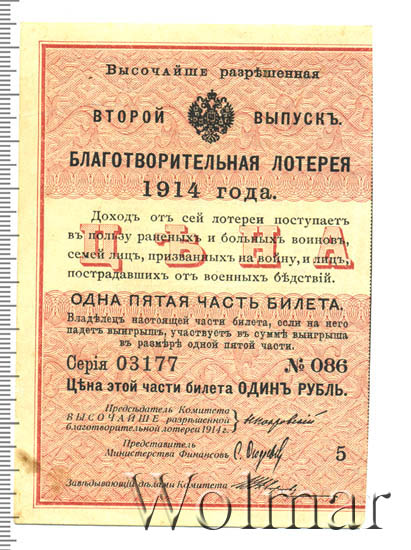 Высочайше разрѣшенная
ВТОРОЙ ВЫПУСКЪ.
БЛАГОТВОРИТЕЛЬНАЯ ЛОТЕРЕЯ
1914 года.
ЦѢНА
Доходъ отъ сей лотереи поступаетъ
въ пользу раненыхъ и больныхъ воиновъ,
семей лицъ, призванныхъ на войну, и лицъ,
пострадавшихъ отъ военныхъ бѣдствій.
ОДНА ПЯТАЯ ЧАСТЬ БИЛЕТА.
Владѣлецъ настоящей части билета, если на него
падетъ выигрышъ, участвуетъ въ суммѣ выигрыша
въ размѣрѣ одной пятой части.
Серія 03177 № 086
Цѣна этой части билета ОДИНЪ РУБЛЬ.
Предсѣдатель Комитета
ВЫСОЧАЙШЕ разрѣшенной
благотворительной лотереи 1914 г.
Представитель
Министерства Финансовъ
5
Завѣдывающій дѣлами Комитета
Wolmar